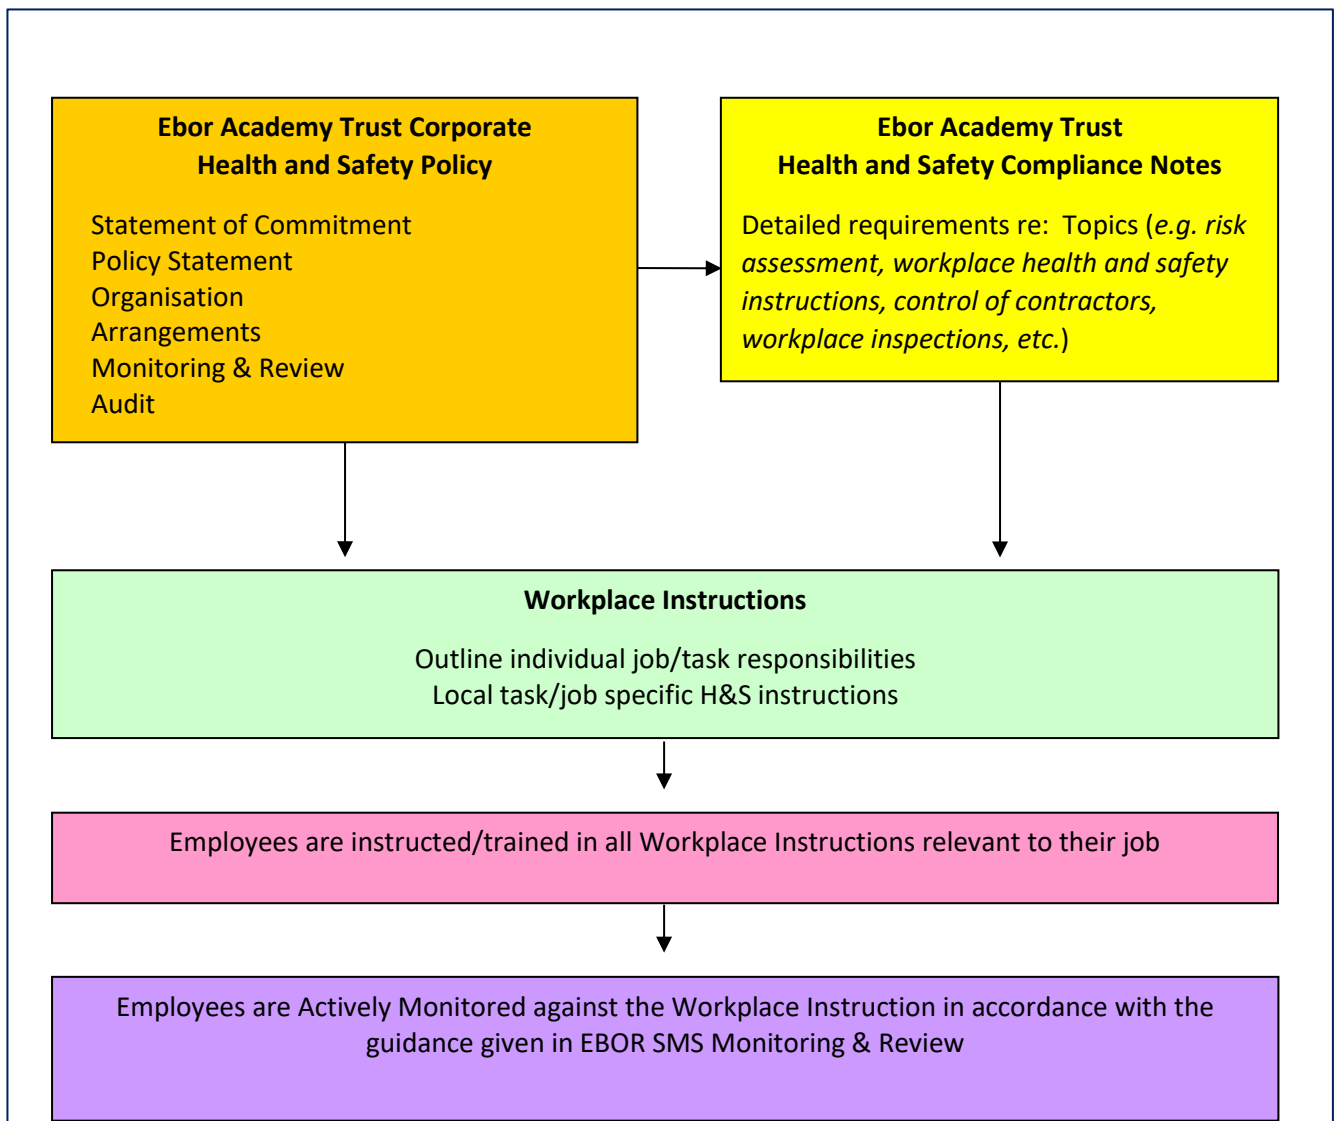 Ebor Academy Trust Corporate
Health and Safety Policy
Statement of Commitment
Policy Statement
Organisation
Arrangements
Monitoring & Review
Audit
Ebor Academy Trust
Health and Safety Compliance Notes
Detailed requirements re:  Topics (e.g. risk
assessment, workplace health and safety
instructions, control of contractors,
workplace inspections, etc.)
Workplace Instructions
Outline individual job/task responsibilities
Local task/job specific H&S instructions
Employees are instructed/trained in all Workplace Instructions relevant to their job
Employees are Actively Monitored against the Workplace Instruction in accordance with the
guidance given in EBOR SMS Monitoring & Review